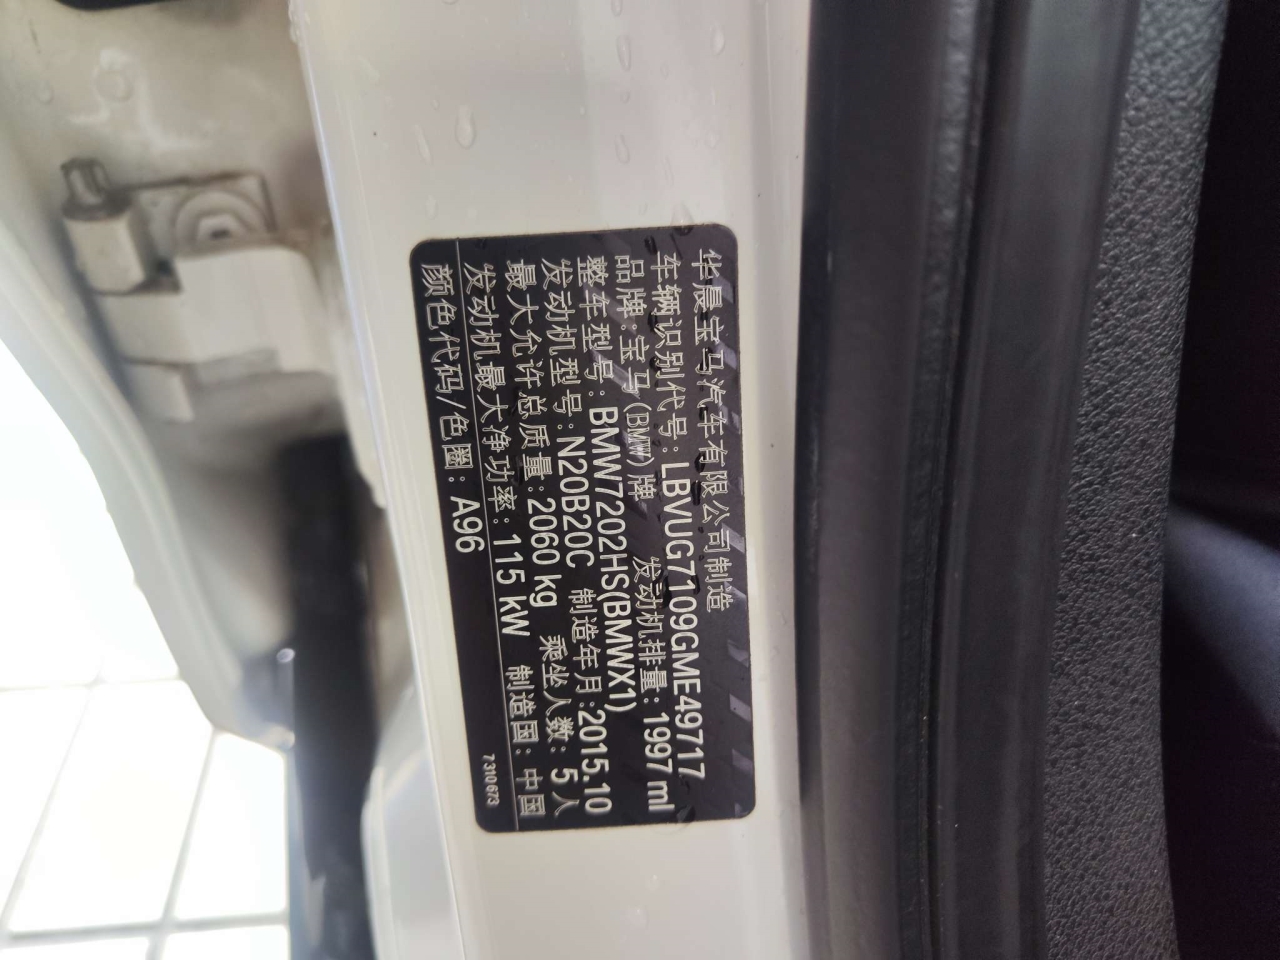 华晨宝马汽车有限公司制造
车辆识别代号: LBVUG7109GME49717
品牌: 宝马(BMW)牌 发动机排量: 1997 ml
整车型号: BMW7202HS(BMWX1)
发动机型号: N20B20C 制造年月: 2015.10
最大允许总质量: 2060 kg 乘坐人数: 5人
发动机最大净功率: 115 kW 制造国: 中国
颜色代码/色圈: A96
7310673